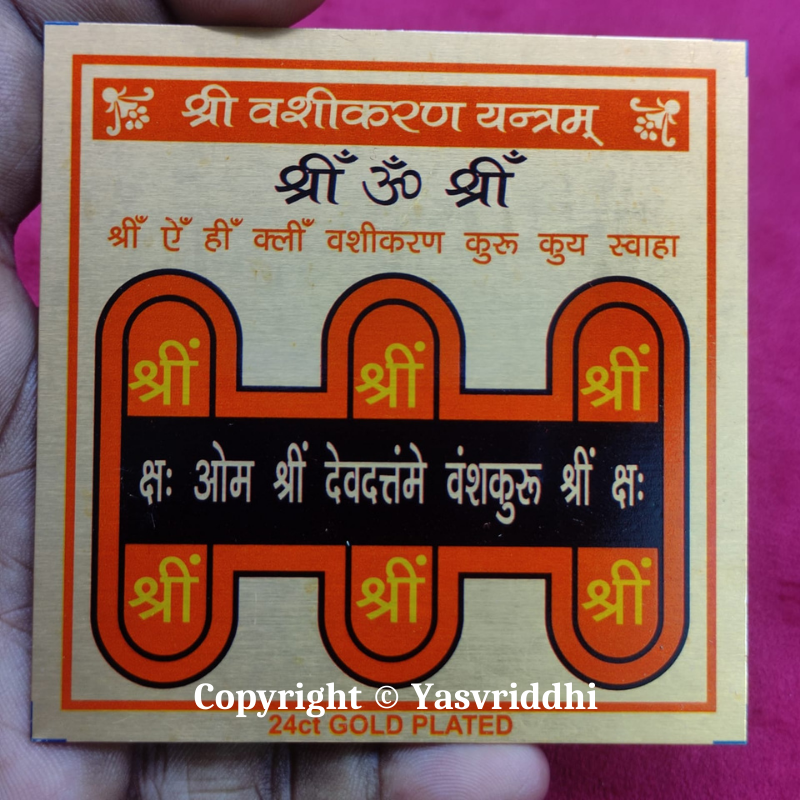 श्री वशीकरण यन्त्रम्
श्रीँ ॐ श्रीँ
श्रीँ ऐँ हीँ क्लीँ वशीकरण कुरू कुय स्वाहा
श्रीं श्रीं श्रीं
क्षः ओम श्रीं देवदत्तंमे वंशकुरू श्रीं क्षः
श्रीं श्रीं श्रीं
Copyright © Yasvriddhi
24ct GOLD PLATED